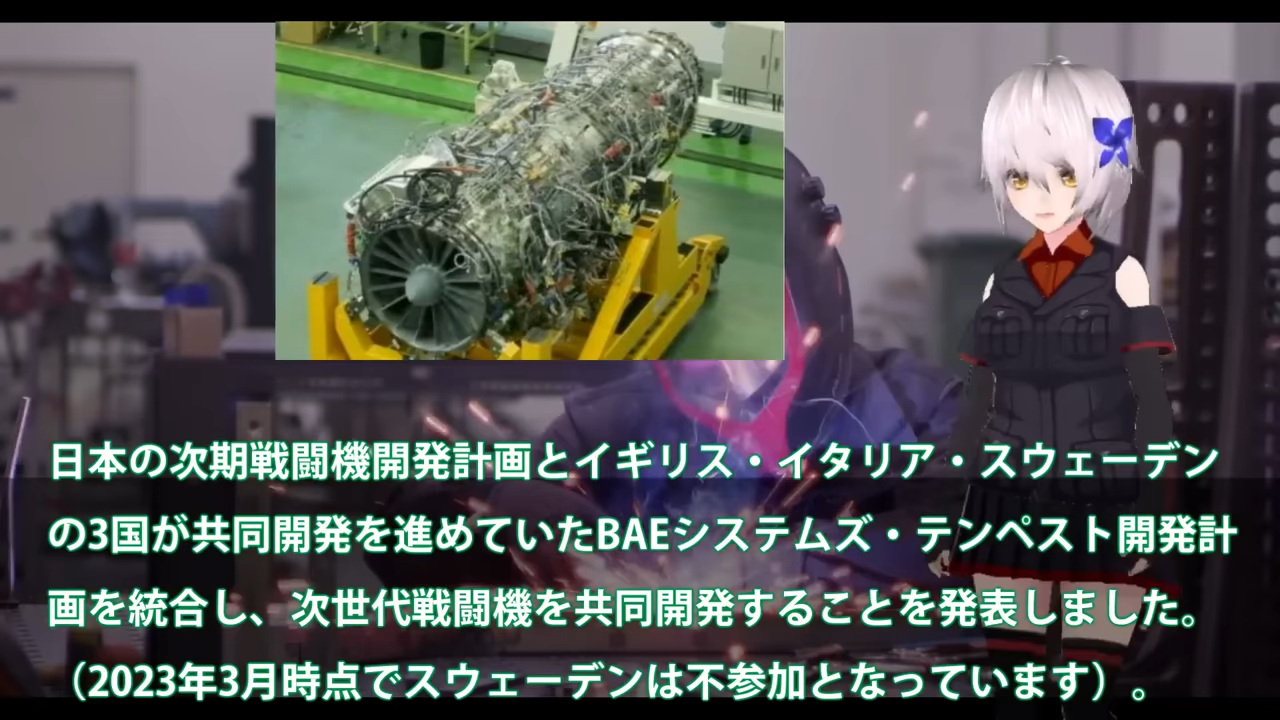 日本の次期戦闘機開発計画とイギリス・イタリア・スウェーデン
の3国が共同開発を進めていたBAEシステムズ・テンペスト開発計
画を統合し、次世代戦闘機を共同開発することを発表しました。
（2023年3月時点でスウェーデンは不参加となっています）。